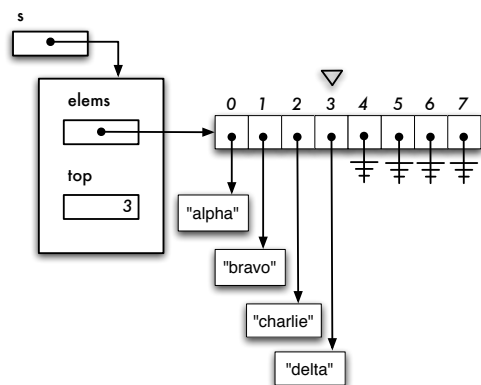 s
elems
0 1 2 3 4 5 6 7
top
3
"alpha"
"bravo"
"charlie"
"delta"